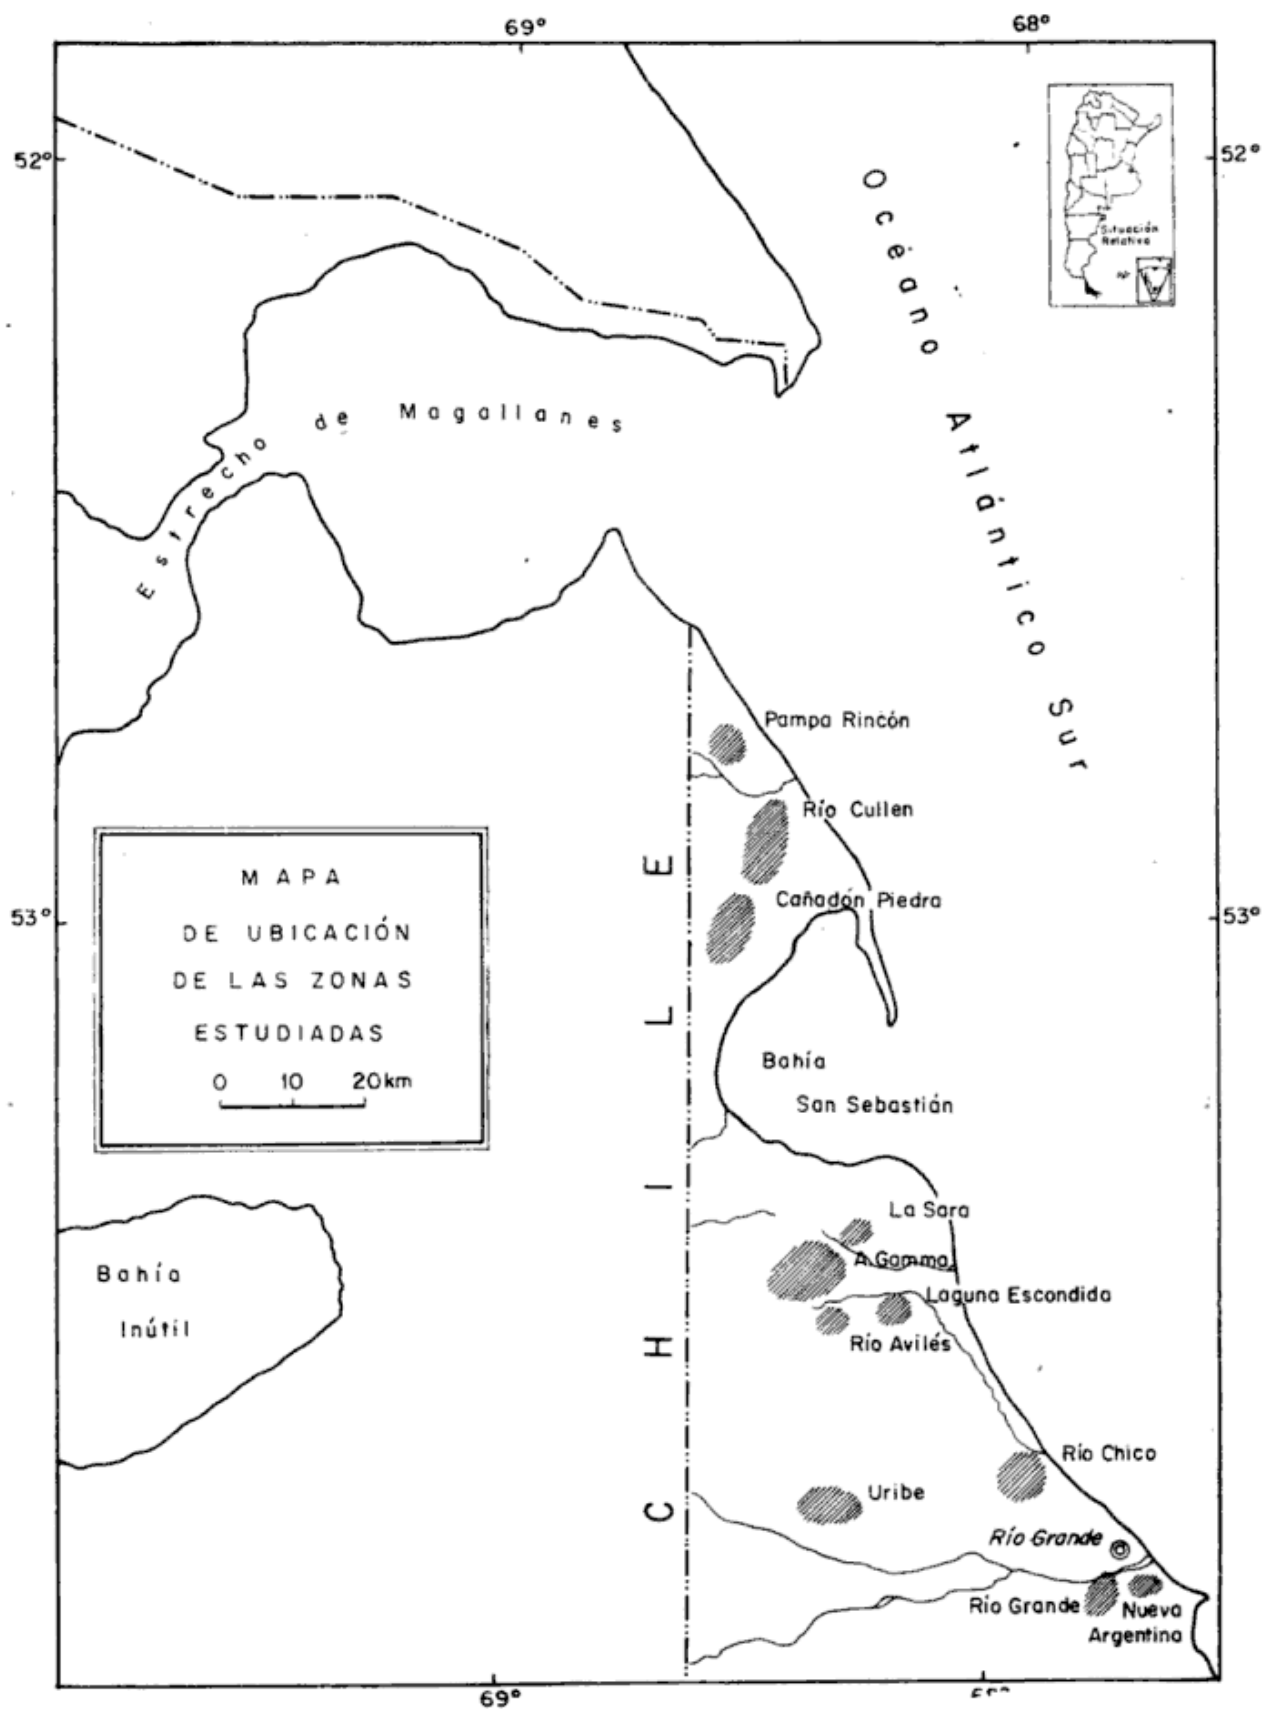 69°
68°
52°
52°
Océano Atlántico Sur
Situación
Relativa
Estrecho de Magallanes
Pampa Rincón
Río Cullen
Cañadón Piedra
53°
53°
MAPA
DE UBICACIÓN
DE LAS ZONAS
ESTUDIADAS
0 10 20km
CHILE
Bahía
San Sebastián
La Sara
A. Gamma
Laguna Escondida
Río Avilés
Bahía
Inútil
Río Chico
Uribe
Río Grande
Río Grande
Nueva
Argentina
69°